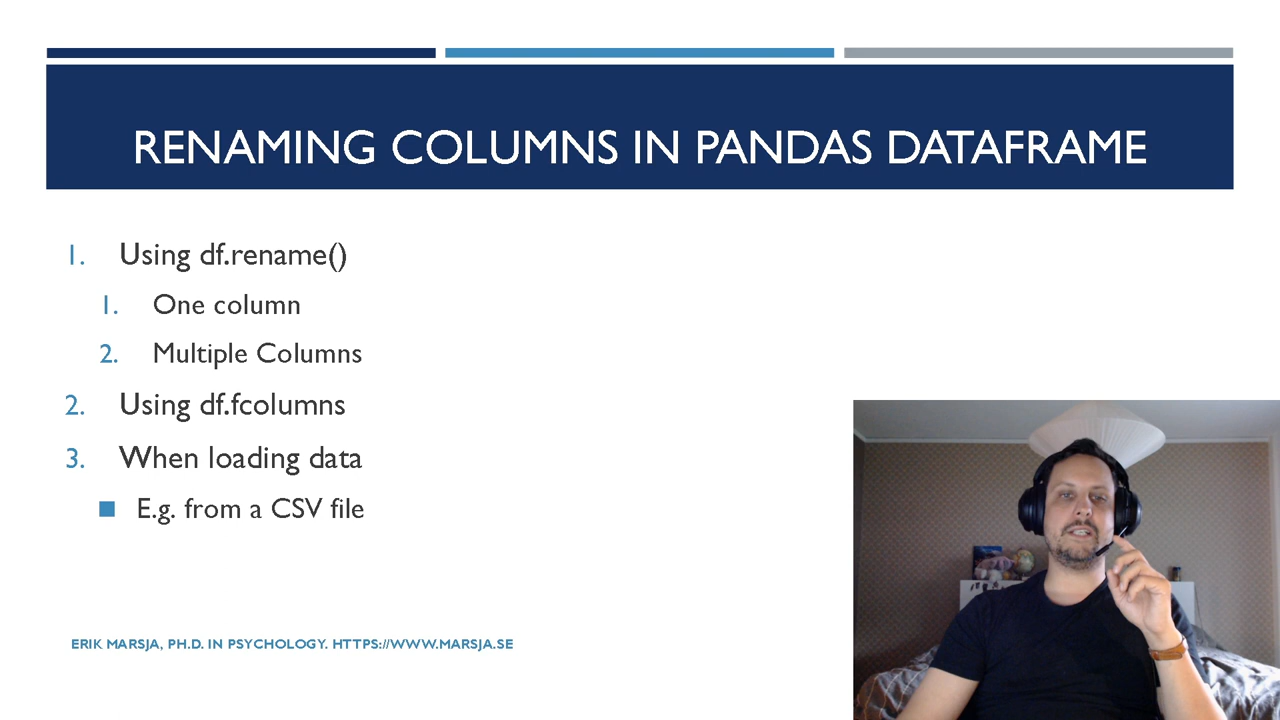 RENAMING COLUMNS IN PANDAS DATAFRAME
1. Using df.rename()
1. One column
2. Multiple Columns
2. Using df.fcolumns
3. When loading data
E.g. from a CSV file
ERIK MARSJA, PH.D. IN PSYCHOLOGY. HTTPS://WWW.MARSJA.SE